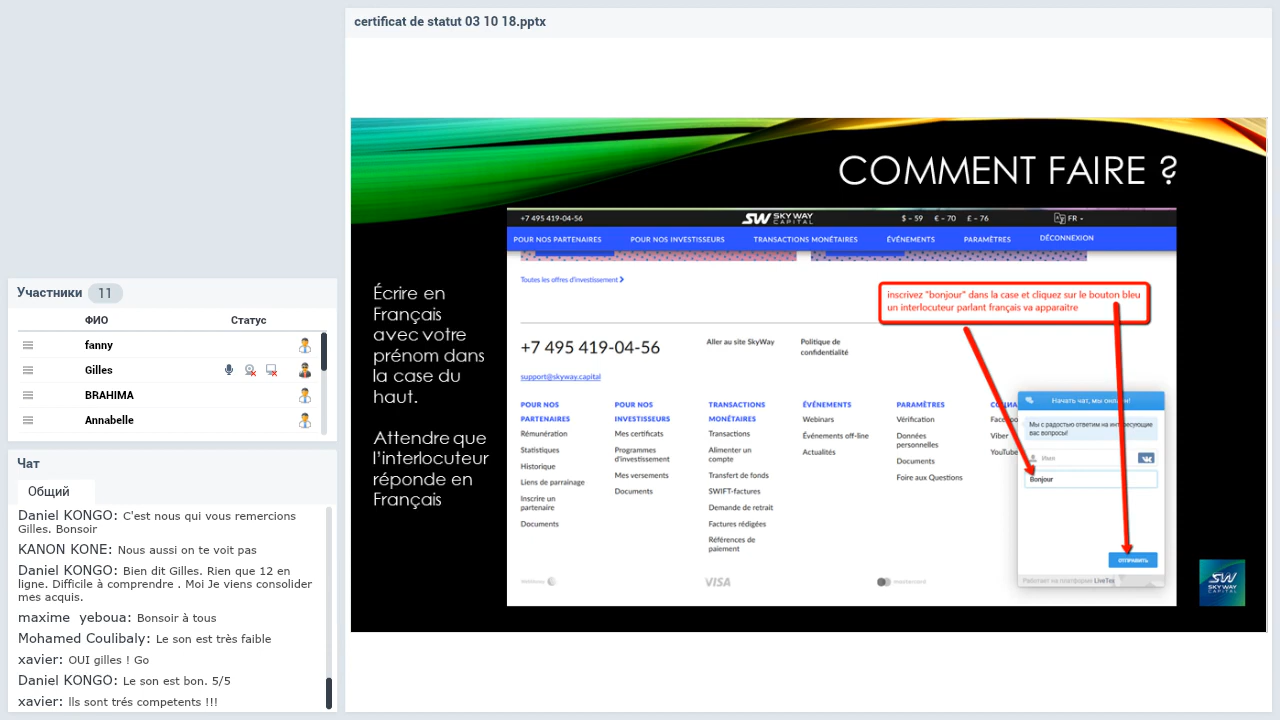 certificat de statut 03 10 18.pptx
Участники 11
ФИО Статус
fanny
Gilles
BRAHIMA
Annabelle
Чат
Общий
Daniel KONGO: C'est nous qui vous remercions
Gilles. Bonsoir
KANON KONE: Nous aussi on te voit pas
Daniel KONGO: Bien dit Gilles. Rien que 12 en
ligne. Difficile à comprendre . Moi Je viens consolider
mes acquis.
maxime yeboua: Bonsoir à tous
Mohamed Coulibaly: Le son est très faible
xavier: OUI gilles ! Go
Daniel KONGO: Le son est bon. 5/5
xavier: Ils sont trés competents !!!
COMMENT FAIRE ?
Écrire en
Français
avec votre
prénom dans
la case du
haut.
Attendre que
l'interlocuteur
réponde en
Français
+7 495 419-04-56 SW SKY WAY CAPITAL $ – 59 € – 70 £ – 76 FR
POUR NOS PARTENAIRES POUR NOS INVESTISSEURS TRANSACTIONS MONÉTAIRES ÉVÉNEMENTS PARAMÈTRES DÉCONNEXION
Toutes les offres d'investissement
inscrivez "bonjour" dans la case et cliquez sur le bouton bleu
un interlocuteur parlant français va apparaitre
+7 495 419-04-56
Aller au site SkyWay
Politique de
confidentialité
support@skyway.capital
POUR NOS
PARTENAIRES
Rémunération
Statistiques
Historique
Liens de parrainage
Inscrire un
partenaire
Documents
POUR NOS
INVESTISSEURS
Mes certificats
Programmes
d'investissement
Mes versements
Documents
TRANSACTIONS
MONÉTAIRES
Transactions
Alimenter un
compte
Transfert de fonds
SWIFT-factures
Demande de retrait
Factures rédigées
Références de
paiement
ÉVÉNEMENTS
Webinars
Événements off-line
Actualités
PARAMÈTRES
Vérification
Données
personnelles
Documents
Foire aux Questions
Viber
YouTube
Начать чат, мы онлайн!
Мы с радостью ответим на интересующие
вас вопросы!
Имя
Bonjour
ОТПРАВИТЬ
Работает на платформе LiveTex
VISA
mastercard
SW
SKY WAY
CAPITAL